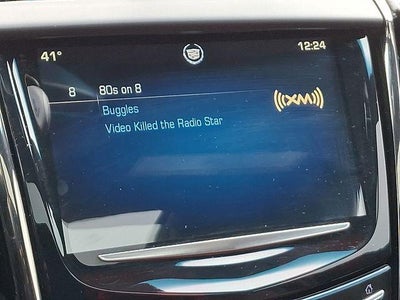 41° 12:24
8 80s on 8
Buggles
((XM))
Video Killed the Radio Star